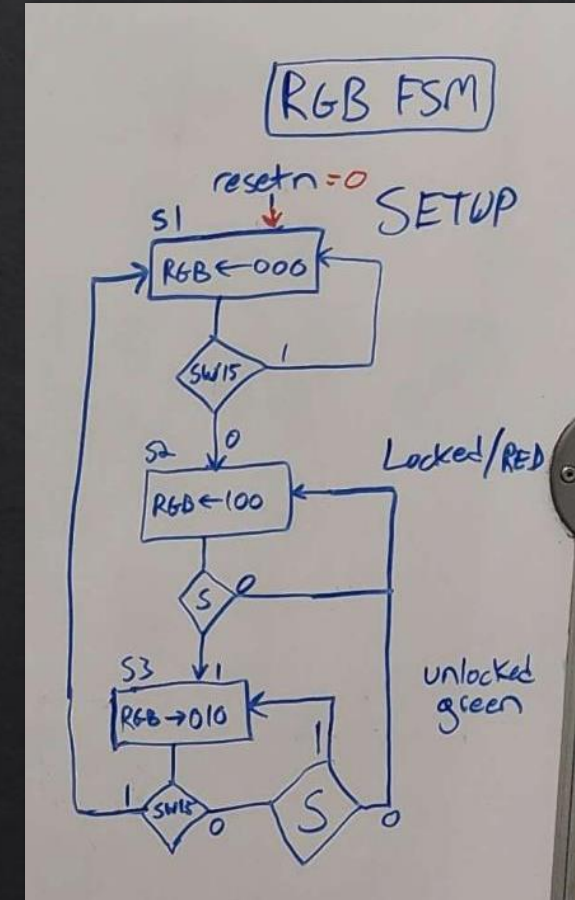 RGB FSM
resetn=0
SETUP
S1
RGB←000
SW15
1
0
S2
Locked/RED
RGB←100
S
0
1
S3
unlocked
green
RGB→010
1
1
SW15
0
S
0